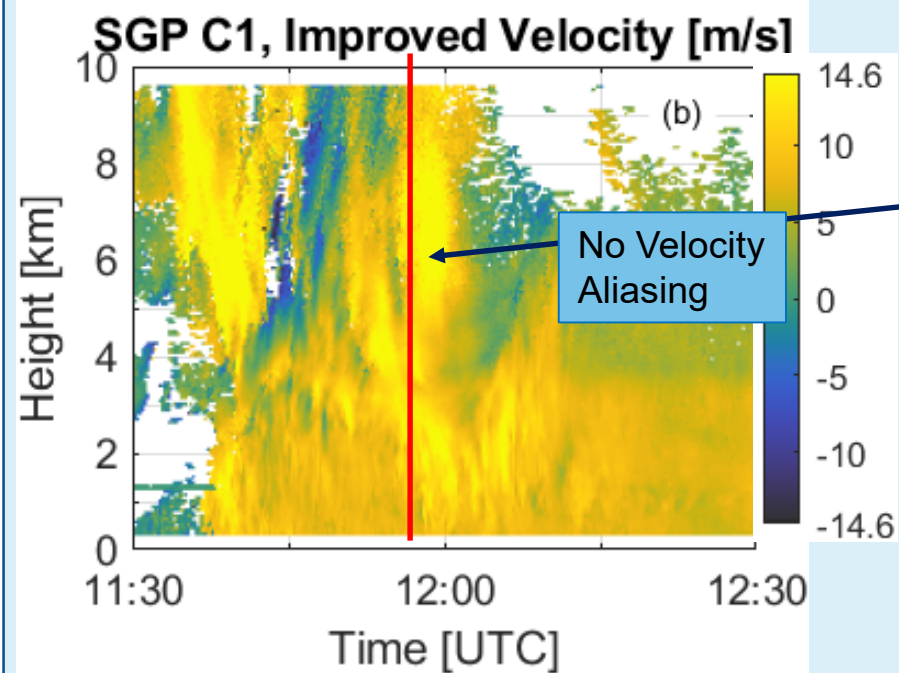 SGP C1, Improved Velocity [m/s]
10
8
6
4
2
0
Height [km]
(b)
No Velocity
Aliasing
14.6
10
5
0
-5
-10
-14.6
11:30
12:00
12:30
Time [UTC]